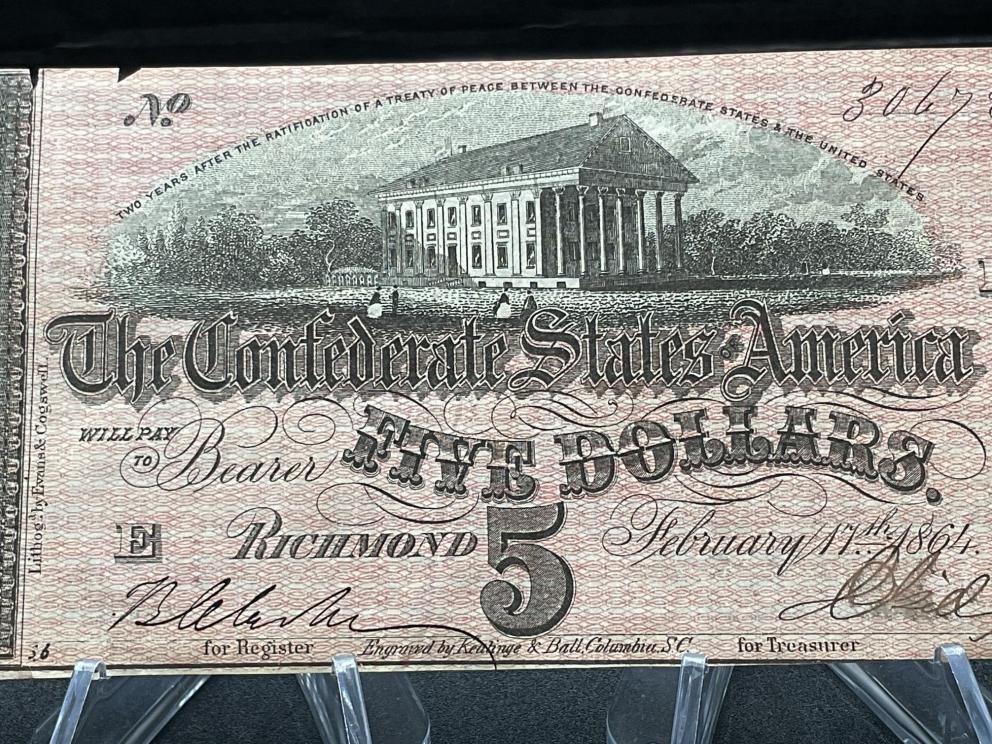 No
3067
TWO YEARS AFTER THE RATIFICATION OF A TREATY OF PEACE BETWEEN THE CONFEDERATE STATES & THE UNITED STATES
The Confederate States of America
WILL PAY
TO Bearer FIVE DOLLARS.
E RICHMOND 5 February 17th 1864.
for Register Engraved by Keatinge & Ball, Columbia, S.C. for Treasurer
Lithog'd by Evans & Cogswell